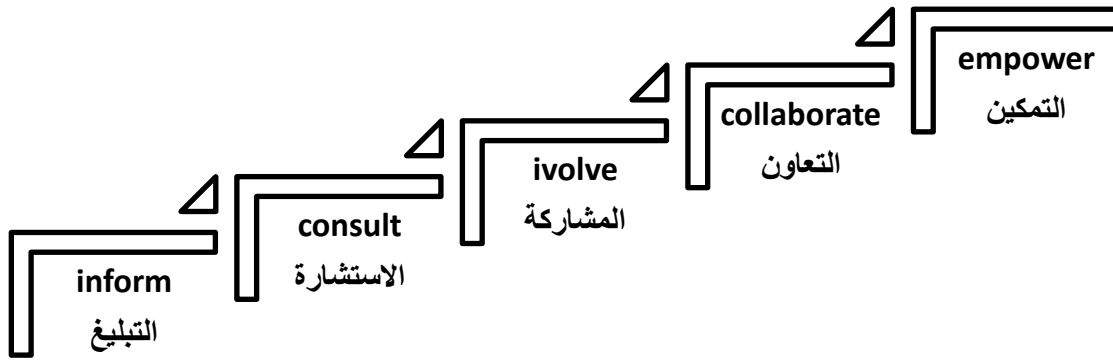 inform
التبليغ
consult
الاستشارة
ivolve
المشاركة
collaborate
التعاون
empower
التمكين